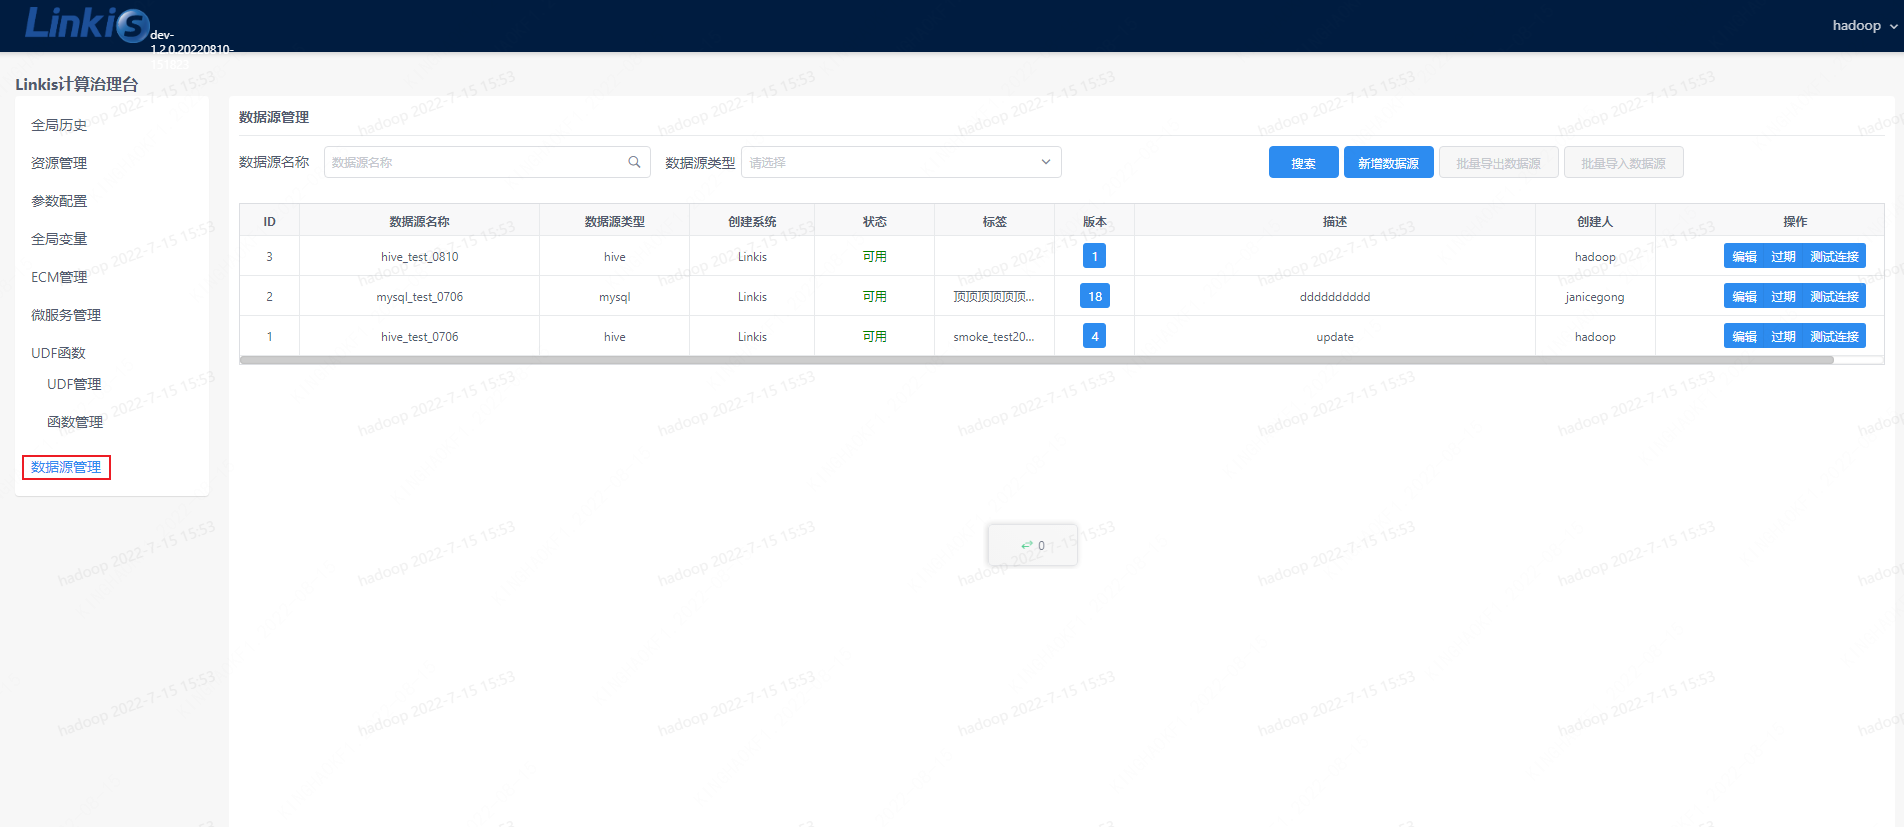 Linkis
dev-
1.2.0 20220810-
151823
hadoop
Linkis计算治理台
全局历史
资源管理
参数配置
全局变量
ECM管理
微服务管理
UDF函数
UDF管理
函数管理
数据源管理
数据源管理
数据源名称 数据源名称 数据源类型 请选择 搜索 新增数据源 批量导出数据源 批量导入数据源
ID 数据源名称 数据源类型 创建系统 状态 标签 版本 描述 创建人 操作
3 hive_test_0810 hive Linkis 可用 1 hadoop 编辑 过期 测试连接
2 mysql_test_0706 mysql Linkis 可用 顶顶顶顶顶顶... 18 dddddddddd janicegong 编辑 过期 测试连接
1 hive_test_0706 hive Linkis 可用 smoke_test20... 4 update hadoop 编辑 过期 测试连接
0
hadoop 2022-7-15 15:53